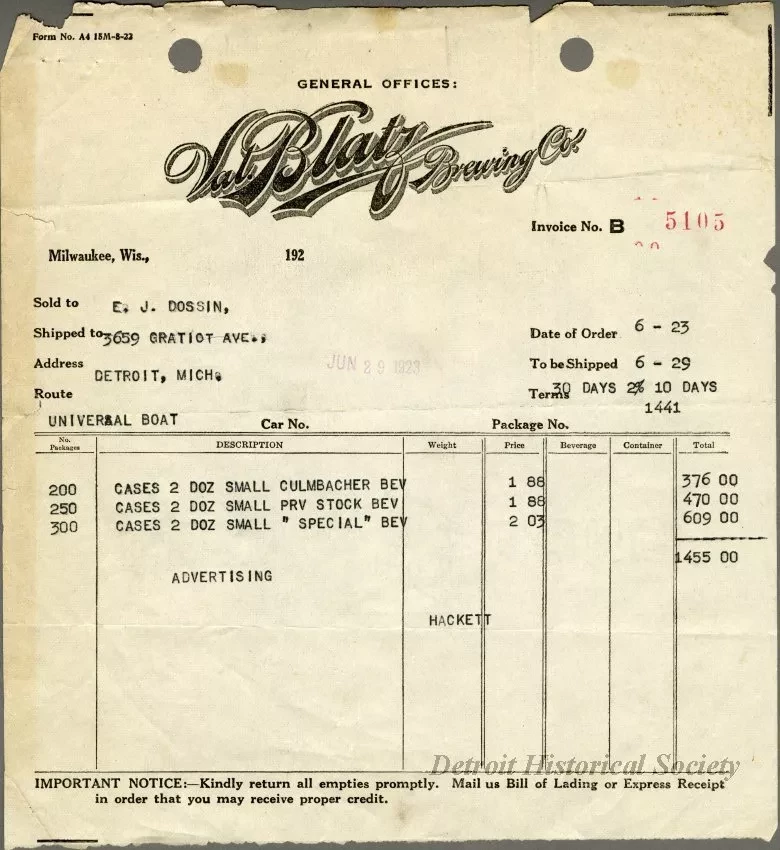 Form No. A4 15M-8-22
GENERAL OFFICES:
Val. Blatz Brewing Co.
Invoice No. B 5105
Milwaukee, Wis., 192
Sold to E. J. DOSSIN,
Shipped to 3659 GRATIOT AVE.,
Date of Order 6 - 23
Address DETROIT, MICH.
JUN 29 1923
To be Shipped 6 - 29
Route
Terms 30 DAYS 2% 10 DAYS
1441
UNIVERSAL BOAT Car No. Package No.
No. Packages DESCRIPTION Weight Price Beverage Container Total
200 CASES 2 DOZ SMALL CULMBACHER BEV 1 88 376 00
250 CASES 2 DOZ SMALL PRV STOCK BEV 1 88 470 00
300 CASES 2 DOZ SMALL " SPECIAL" BEV 2 03 609 00
1455 00
ADVERTISING
HACKETT
Detroit Historical Society
IMPORTANT NOTICE:—Kindly return all empties promptly. Mail us Bill of Lading or Express Receipt
in order that you may receive proper credit.